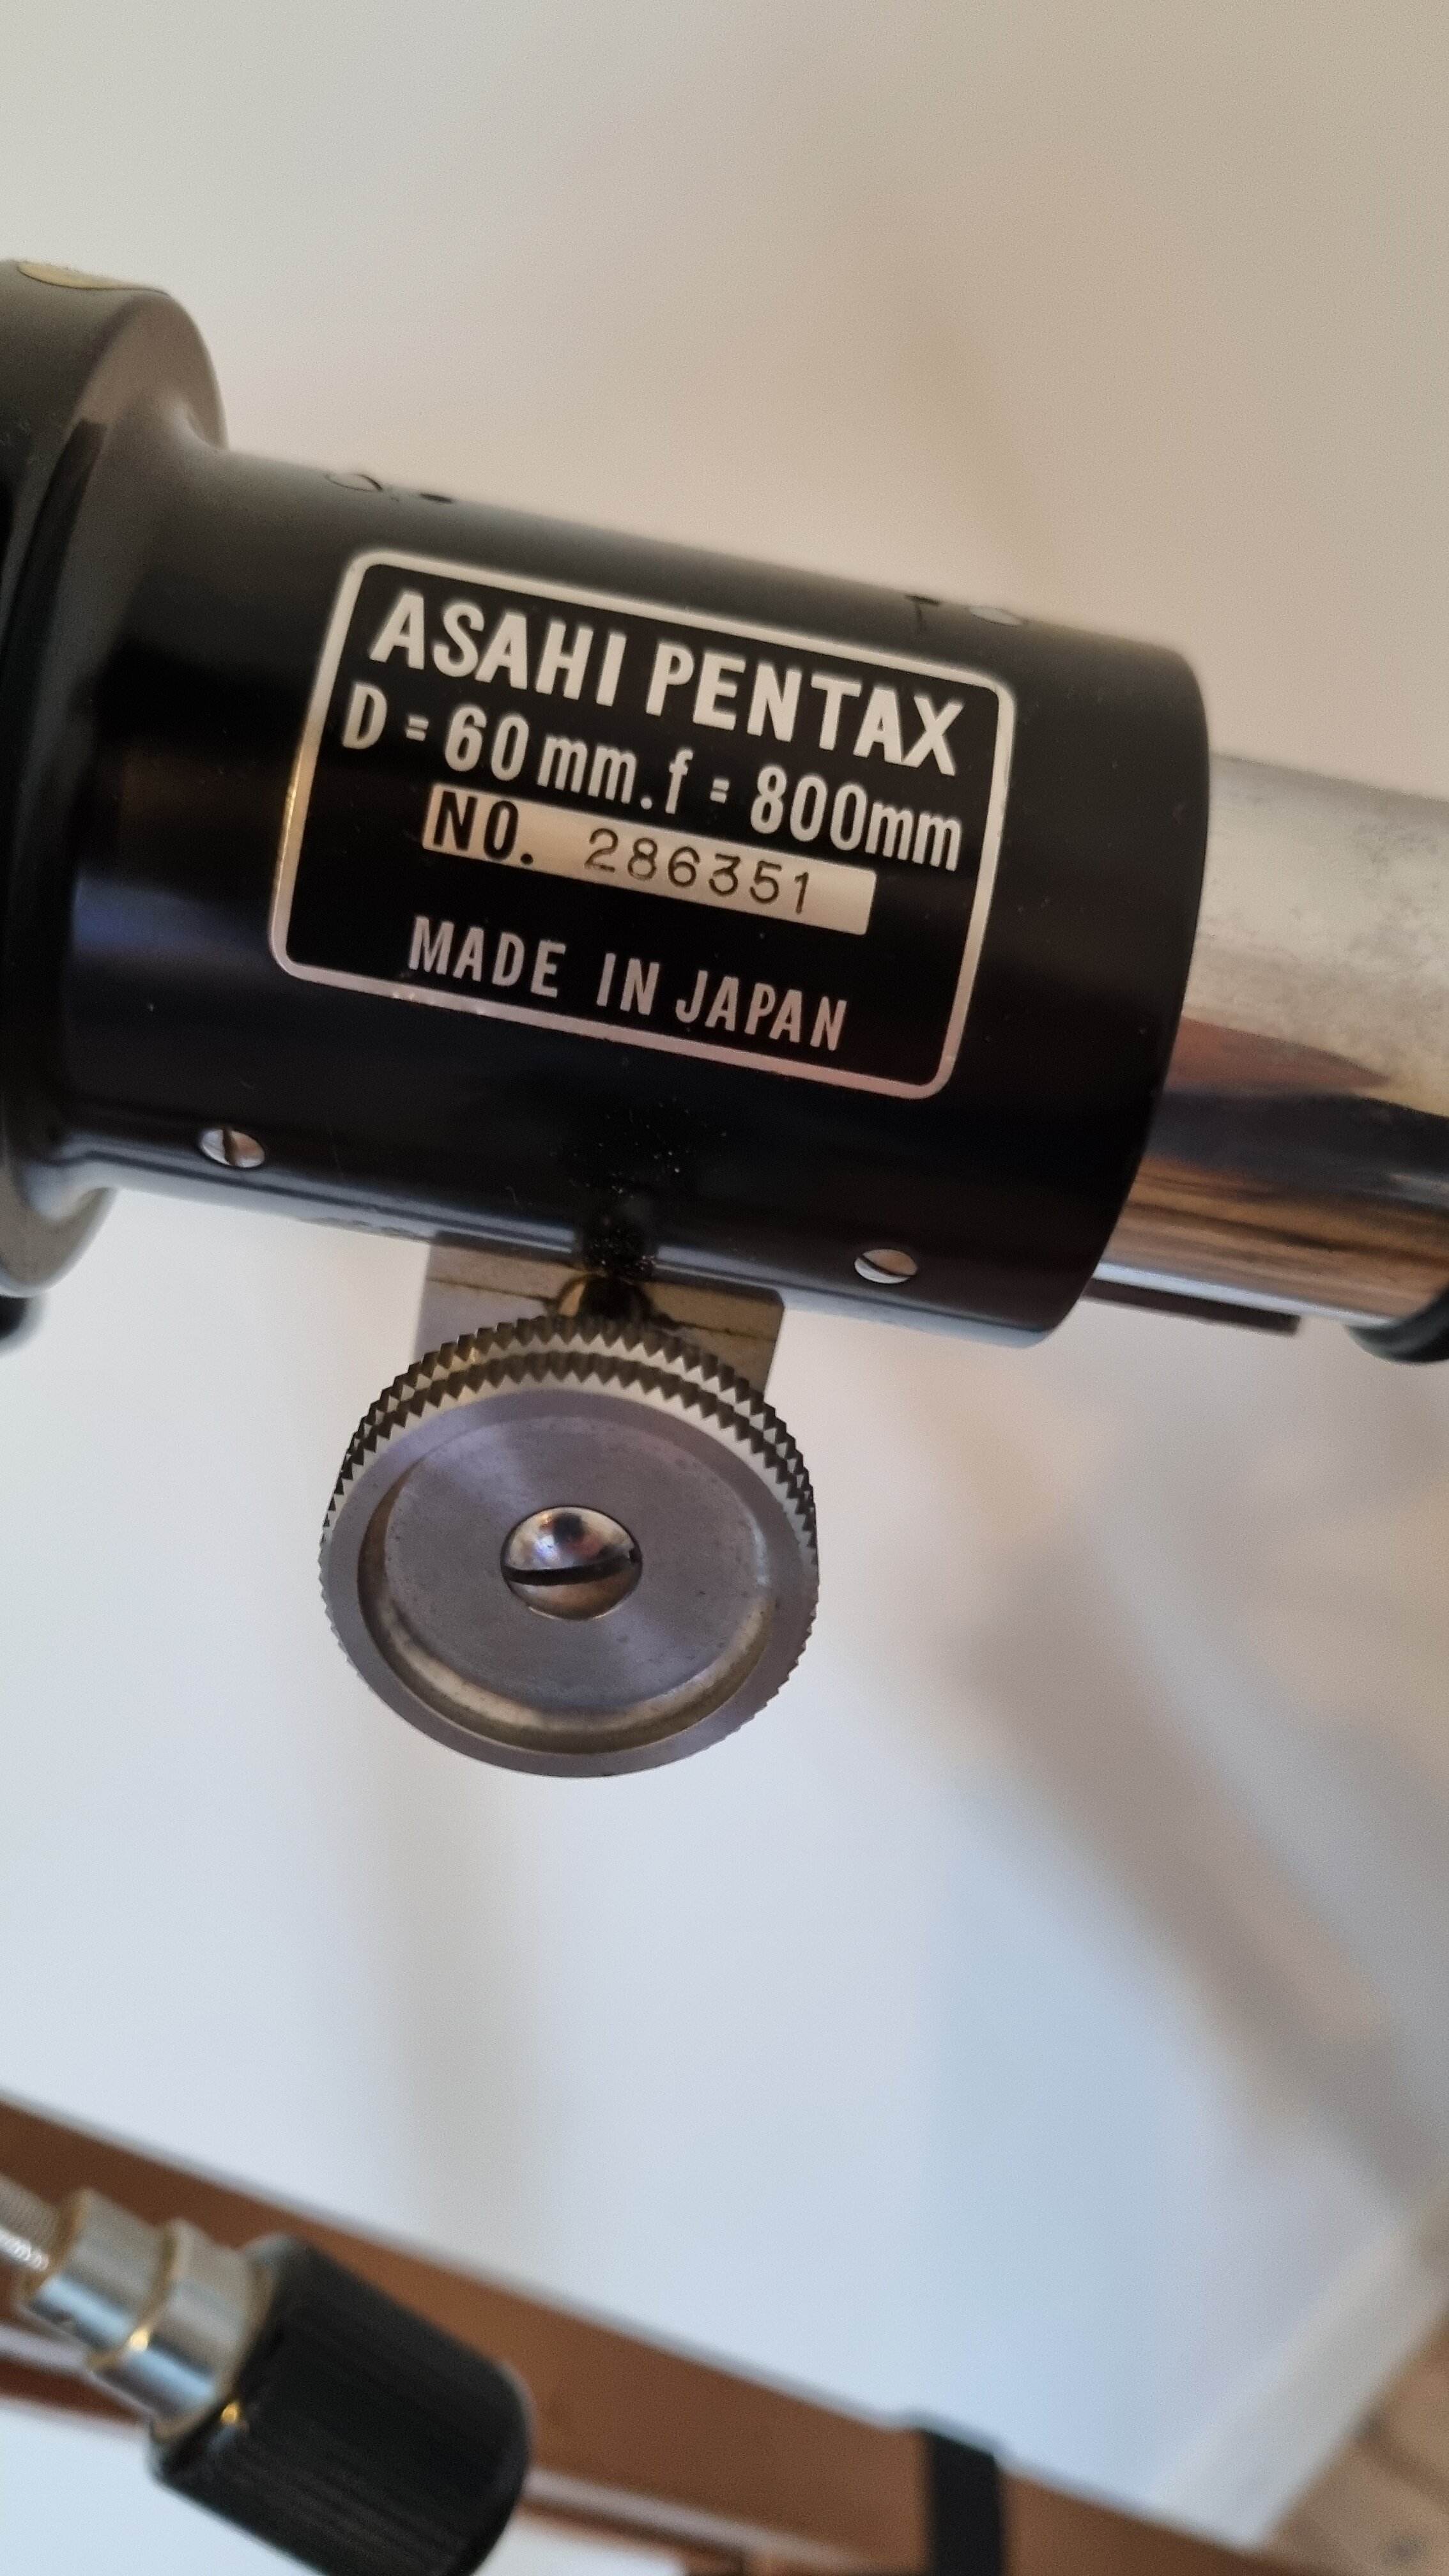 ASAHI PENTAX
D = 60 mm. f = 800mm
NO. 286351
MADE IN JAPAN